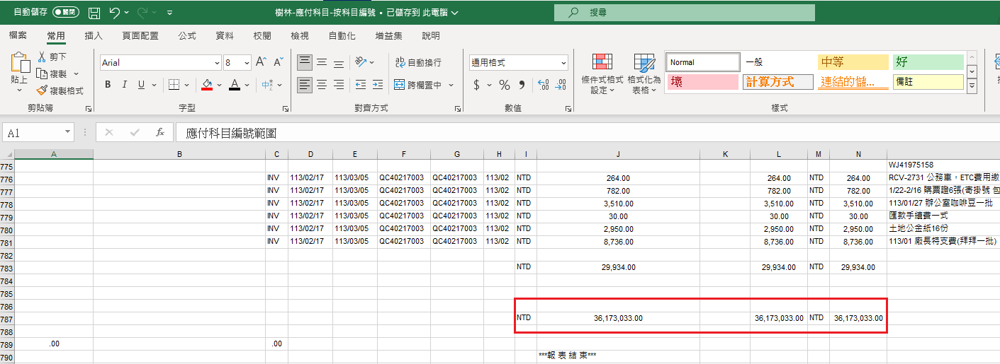 自動儲存 關閉 樹林-應付科目-按科目編號 • 已儲存到 此電腦 搜尋
檔案 常用 插入 頁面配置 公式 資料 校閱 檢視 自動化 增益集 說明
貼上 剪下 複製 複製格式
Arial 8 A^ Aˇ
B I U A 中
ab 自動換行
跨欄置中
通用格式
$ % 9 .00 .00
條件式格式設定 格式化為表格
Normal 一般 中等 好
壞 計算方式 連結的儲... 備註
剪貼簿 字型 對齊方式 數值 樣式
A1 fx 應付科目編號範圍
A B C D E F G H I J K L M N
775 WJ41975158
776 INV 113/02/17 113/03/05 QC40217003 QC40217003 113/02 NTD 264.00 264.00 NTD 264.00 RCV-2731 公務車，ETC費用繳
777 INV 113/02/17 113/03/05 QC40217003 QC40217003 113/02 NTD 782.00 782.00 NTD 782.00 1/22-2/16 購票證6張(寄掛號 包
778 INV 113/02/17 113/03/05 QC40217003 QC40217003 113/02 NTD 3,510.00 3,510.00 NTD 3,510.00 113/01/27 辦公室咖啡豆一批
779 INV 113/02/17 113/03/05 QC40217003 QC40217003 113/02 NTD 30.00 30.00 NTD 30.00 匯款手續費一式
780 INV 113/02/17 113/03/05 QC40217003 QC40217003 113/02 NTD 2,950.00 2,950.00 NTD 2,950.00 土地公金紙16份
781 INV 113/02/17 113/03/05 QC40217003 QC40217003 113/02 NTD 8,736.00 8,736.00 NTD 8,736.00 113/01 廠長特支費(拜拜一批)
782
783 NTD 29,934.00 29,934.00 NTD 29,934.00
784
785
786
787 NTD 36,173,033.00 36,173,033.00 NTD 36,173,033.00
788
789 .00 .00
790 ***報 表 結 束***